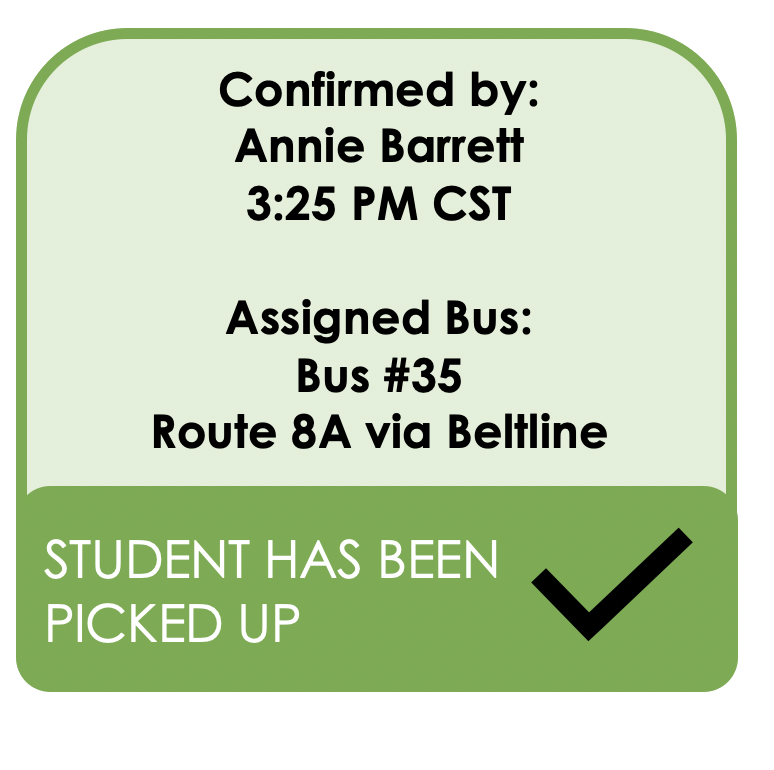 Confirmed by:
Annie Barrett
3:25 PM CST
Assigned Bus:
Bus #35
Route 8A via Beltline
STUDENT HAS BEEN
PICKED UP